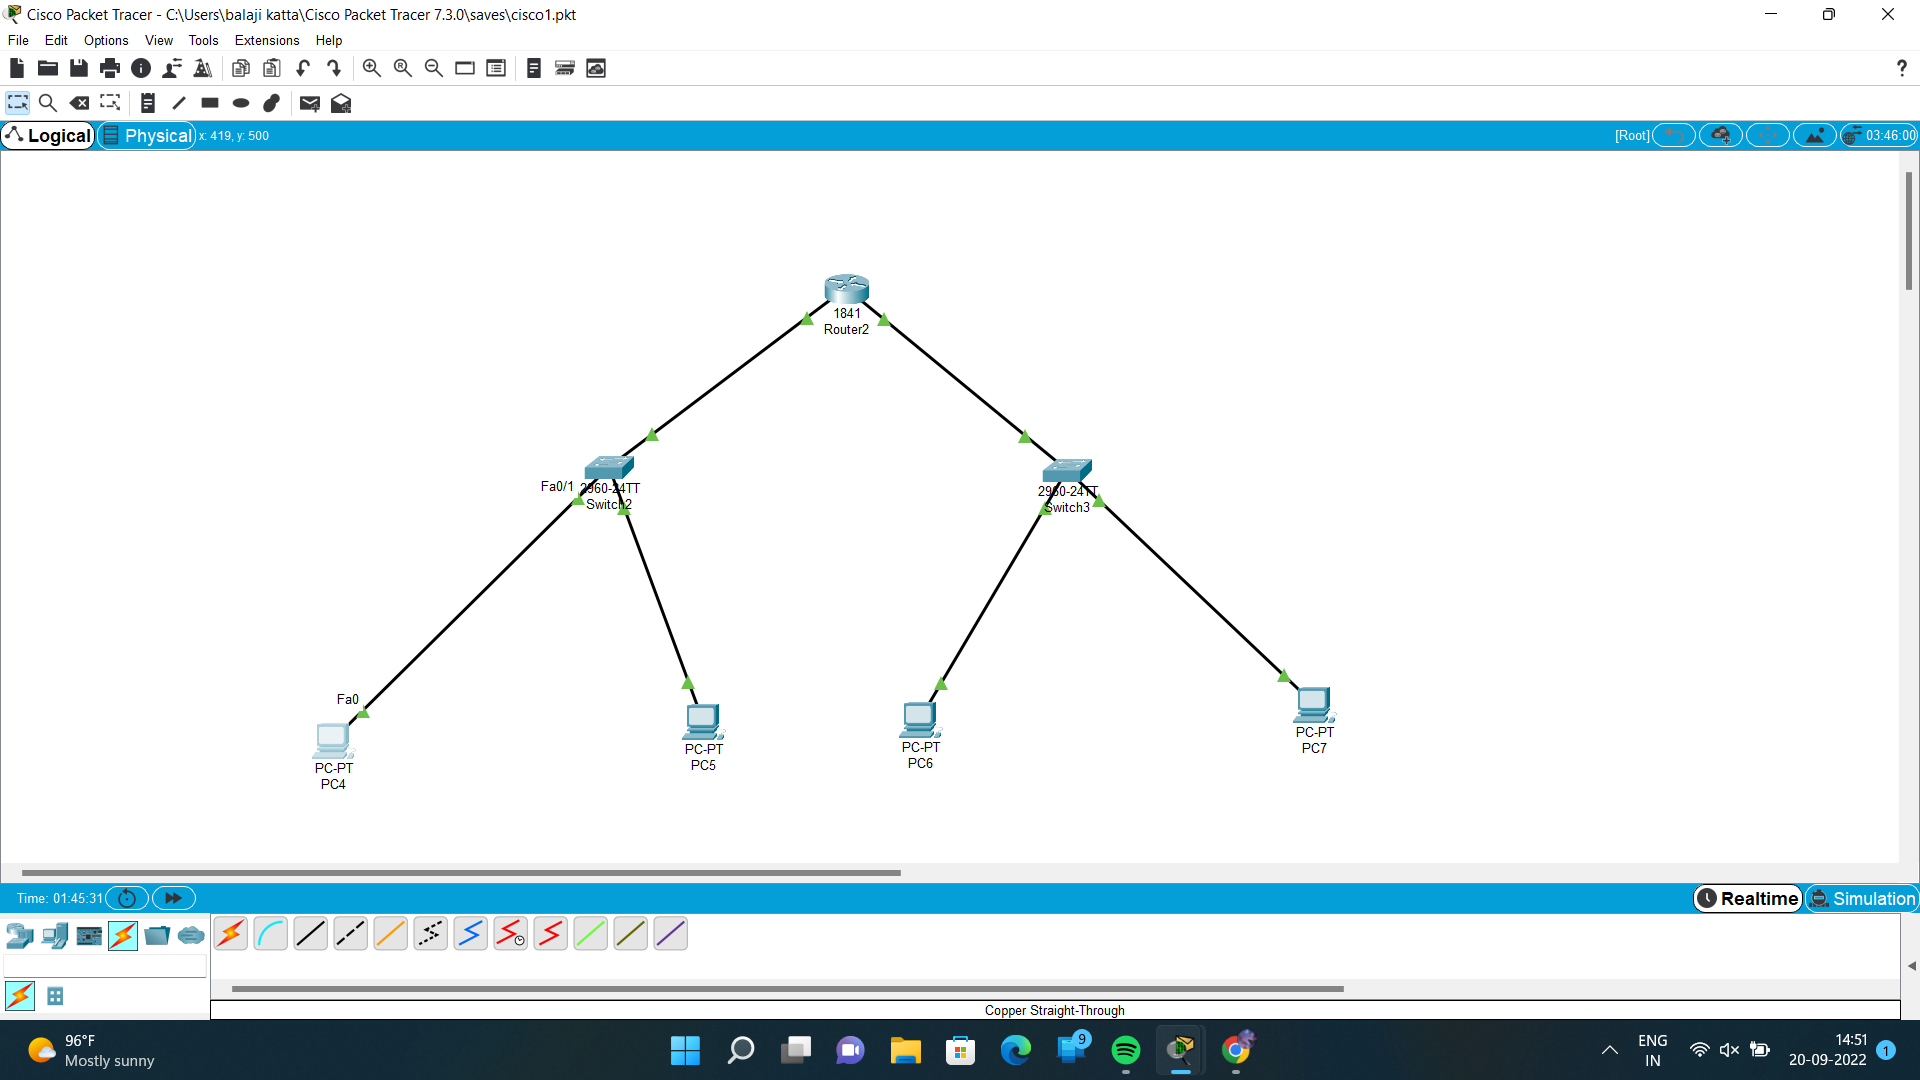 Cisco Packet Tracer - C:\Users\balaji katta\Cisco Packet Tracer 7.3.0\saves\cisco1.pkt
File Edit Options View Tools Extensions Help
Logical Physical x: 419, y: 500 [Root] 03:46:00
1841
Router2
Fa0/1 2960-24TT
Switch2
2960-24TT
Switch3
Fa0
PC-PT
PC4
PC-PT
PC5
PC-PT
PC6
PC-PT
PC7
Time: 01:45:31 Realtime Simulation
Copper Straight-Through
96°F
Mostly sunny
9
ENG
IN
14:51
20-09-2022
1